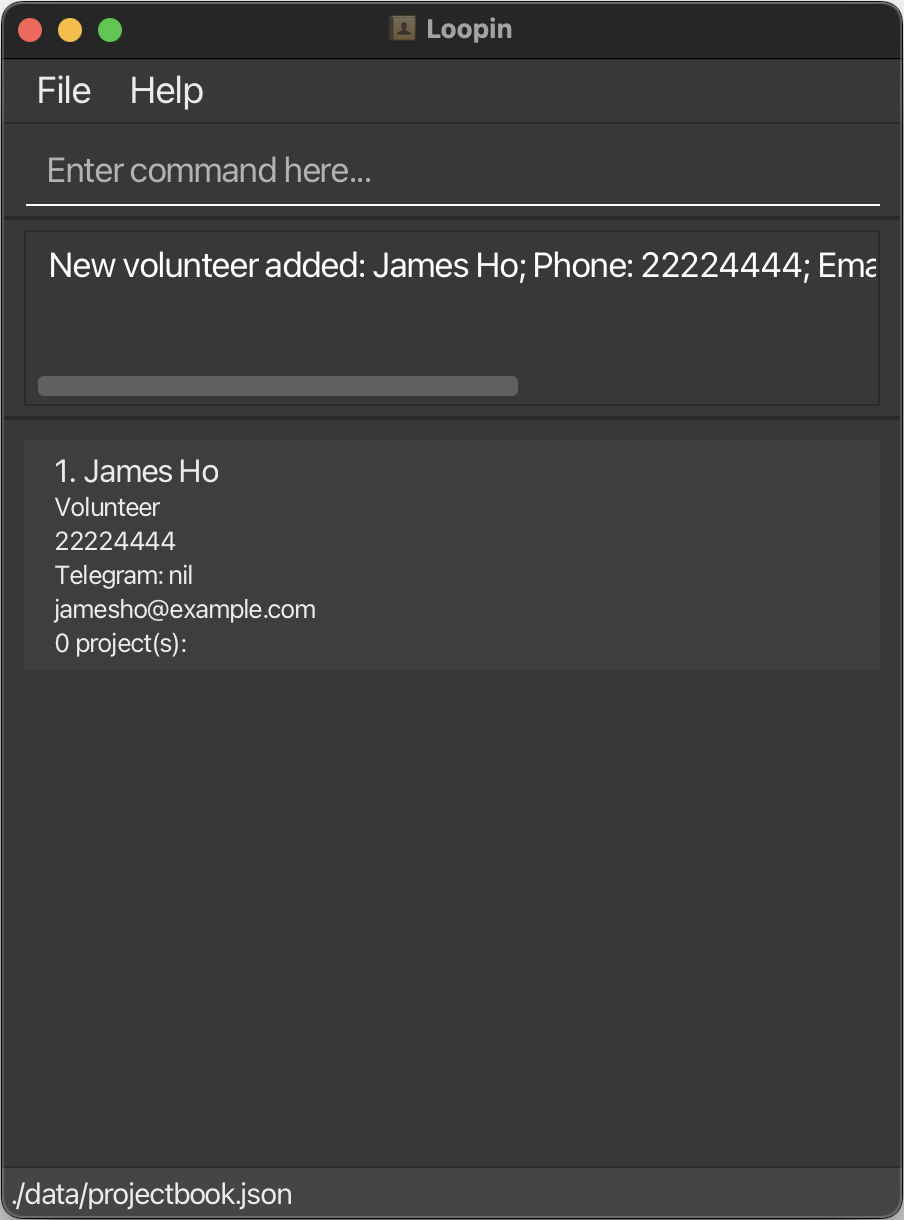 Loopin
File Help
Enter command here...
New volunteer added: James Ho; Phone: 22224444; Ema
1. James Ho
Volunteer
22224444
Telegram: nil
jamesho@example.com
0 project(s):
./data/projectbook.json